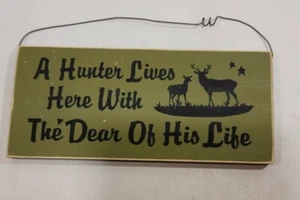 A Hunter Lives
Here With
The Dear Of His Life